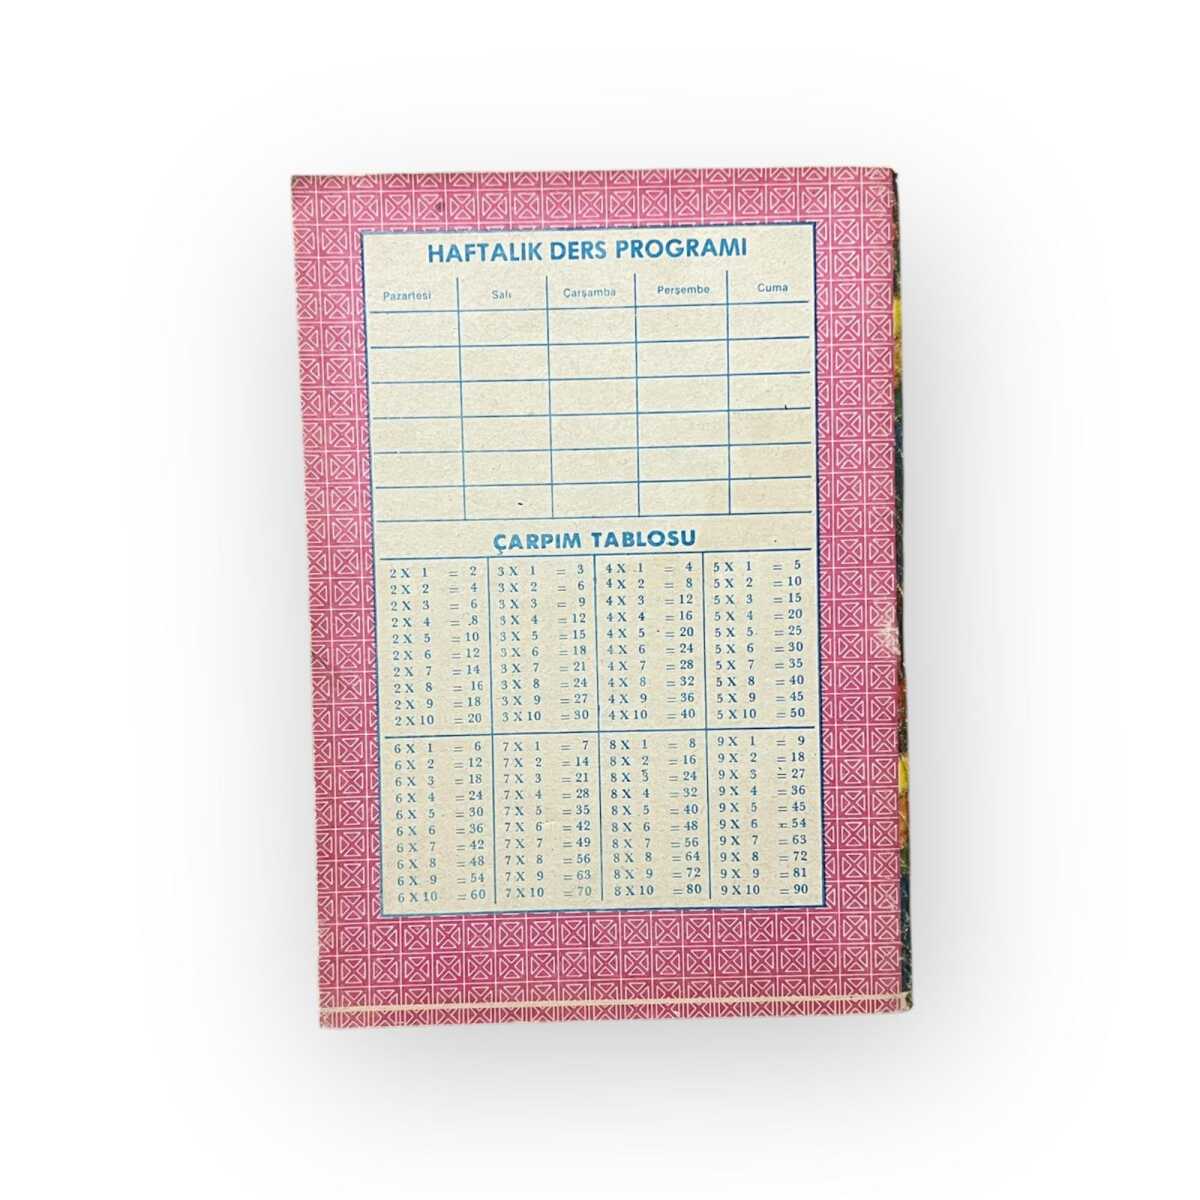 HAFTALIK DERS PROGRAMI
Pazartesi Salı Çarşamba Perşembe Cuma
ÇARPIM TABLOSU
2 X 1 = 2 3 X 1 = 3 4 X 1 = 4 5 X 1 = 5
2 X 2 = 4 3 X 2 = 6 4 X 2 = 8 5 X 2 = 10
2 X 3 = 6 3 X 3 = 9 4 X 3 = 12 5 X 3 = 15
2 X 4 = 8 3 X 4 = 12 4 X 4 = 16 5 X 4 = 20
2 X 5 = 10 3 X 5 = 15 4 X 5 = 20 5 X 5 = 25
2 X 6 = 12 3 X 6 = 18 4 X 6 = 24 5 X 6 = 30
2 X 7 = 14 3 X 7 = 21 4 X 7 = 28 5 X 7 = 35
2 X 8 = 16 3 X 8 = 24 4 X 8 = 32 5 X 8 = 40
2 X 9 = 18 3 X 9 = 27 4 X 9 = 36 5 X 9 = 45
2 X 10 = 20 3 X 10 = 30 4 X 10 = 40 5 X 10 = 50
6 X 1 = 6 7 X 1 = 7 8 X 1 = 8 9 X 1 = 9
6 X 2 = 12 7 X 2 = 14 8 X 2 = 16 9 X 2 = 18
6 X 3 = 18 7 X 3 = 21 8 X 3 = 24 9 X 3 = 27
6 X 4 = 24 7 X 4 = 28 8 X 4 = 32 9 X 4 = 36
6 X 5 = 30 7 X 5 = 35 8 X 5 = 40 9 X 5 = 45
6 X 6 = 36 7 X 6 = 42 8 X 6 = 48 9 X 6 = 54
6 X 7 = 42 7 X 7 = 49 8 X 7 = 56 9 X 7 = 63
6 X 8 = 48 7 X 8 = 56 8 X 8 = 64 9 X 8 = 72
6 X 9 = 54 7 X 9 = 63 8 X 9 = 72 9 X 9 = 81
6 X 10 = 60 7 X 10 = 70 8 X 10 = 80 9 X 10 = 90